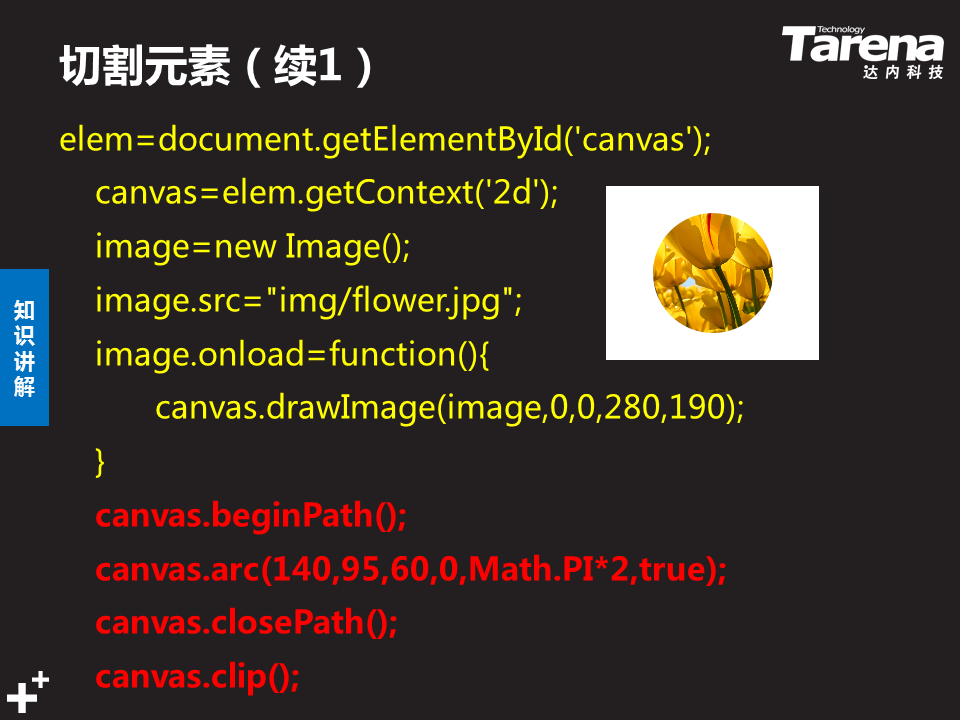 切割元素（续1）
Technology
Tarena
达内科技
elem=document.getElementById('canvas');
canvas=elem.getContext('2d');
image=new Image();
image.src="img/flower.jpg";
image.onload=function(){
canvas.drawImage(image,0,0,280,190);
}
canvas.beginPath();
canvas.arc(140,95,60,0,Math.PI*2,true);
canvas.closePath();
canvas.clip();
知
识
讲
解